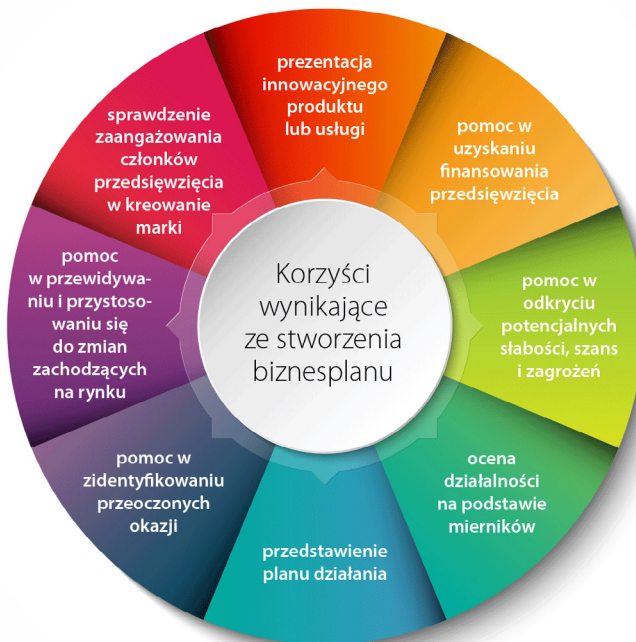 Korzyści
wynikające
ze stworzenia
biznesplanu
prezentacja
innowacyjnego
produktu
lub usługi
pomoc w
uzyskaniu
finansowania
przedsięwzięcia
pomoc w
odkryciu
potencjalnych
słabości, szans
i zagrożeń
ocena
działalności
na podstawie
mierników
przedstawienie
planu działania
pomoc w
zidentyfikowaniu
przeoczonych
okazji
pomoc
w przewidywa-
niu i przystoso-
waniu się
do zmian
zachodzących
na rynku
sprawdzenie
zaangażowania
członków
przedsięwzięcia
w kreowanie
marki